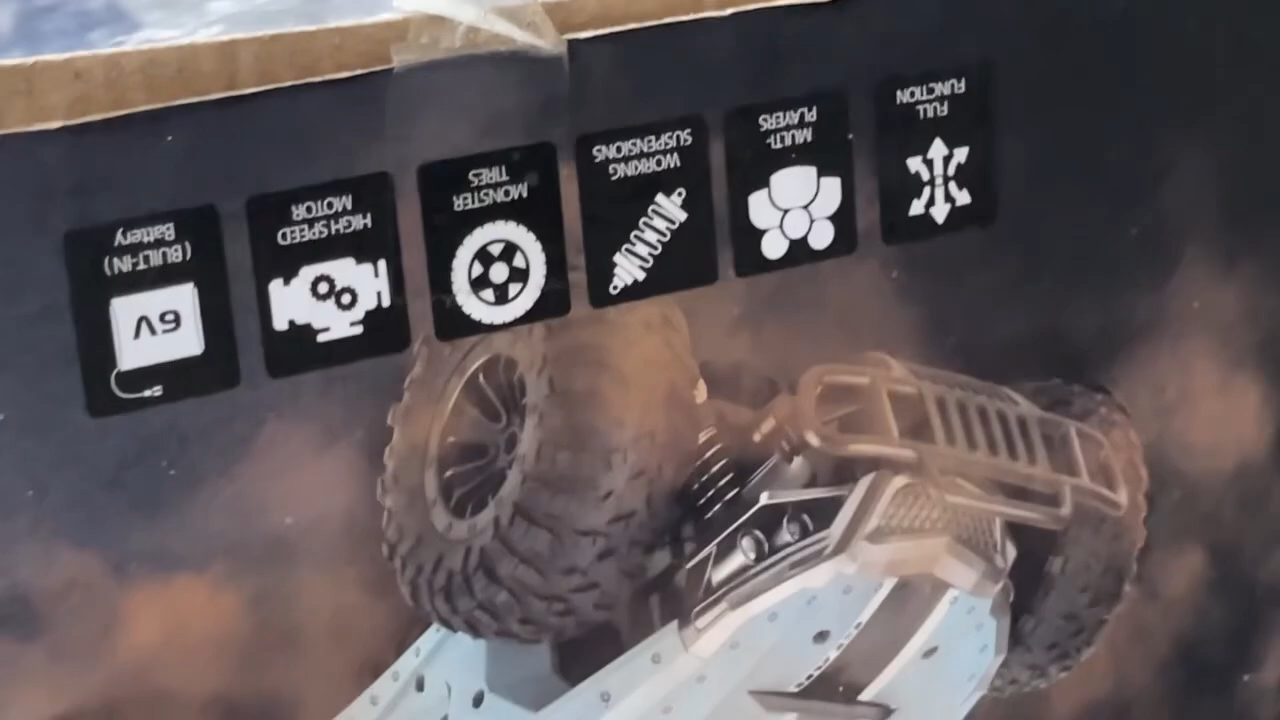 FULL
FUNCTION
MULTI-
PLAYERS
WORKING
SUSPENSIONS
MONSTER
TIRES
HIGH SPEED
MOTOR
6V
(BUILT-IN)
Battery